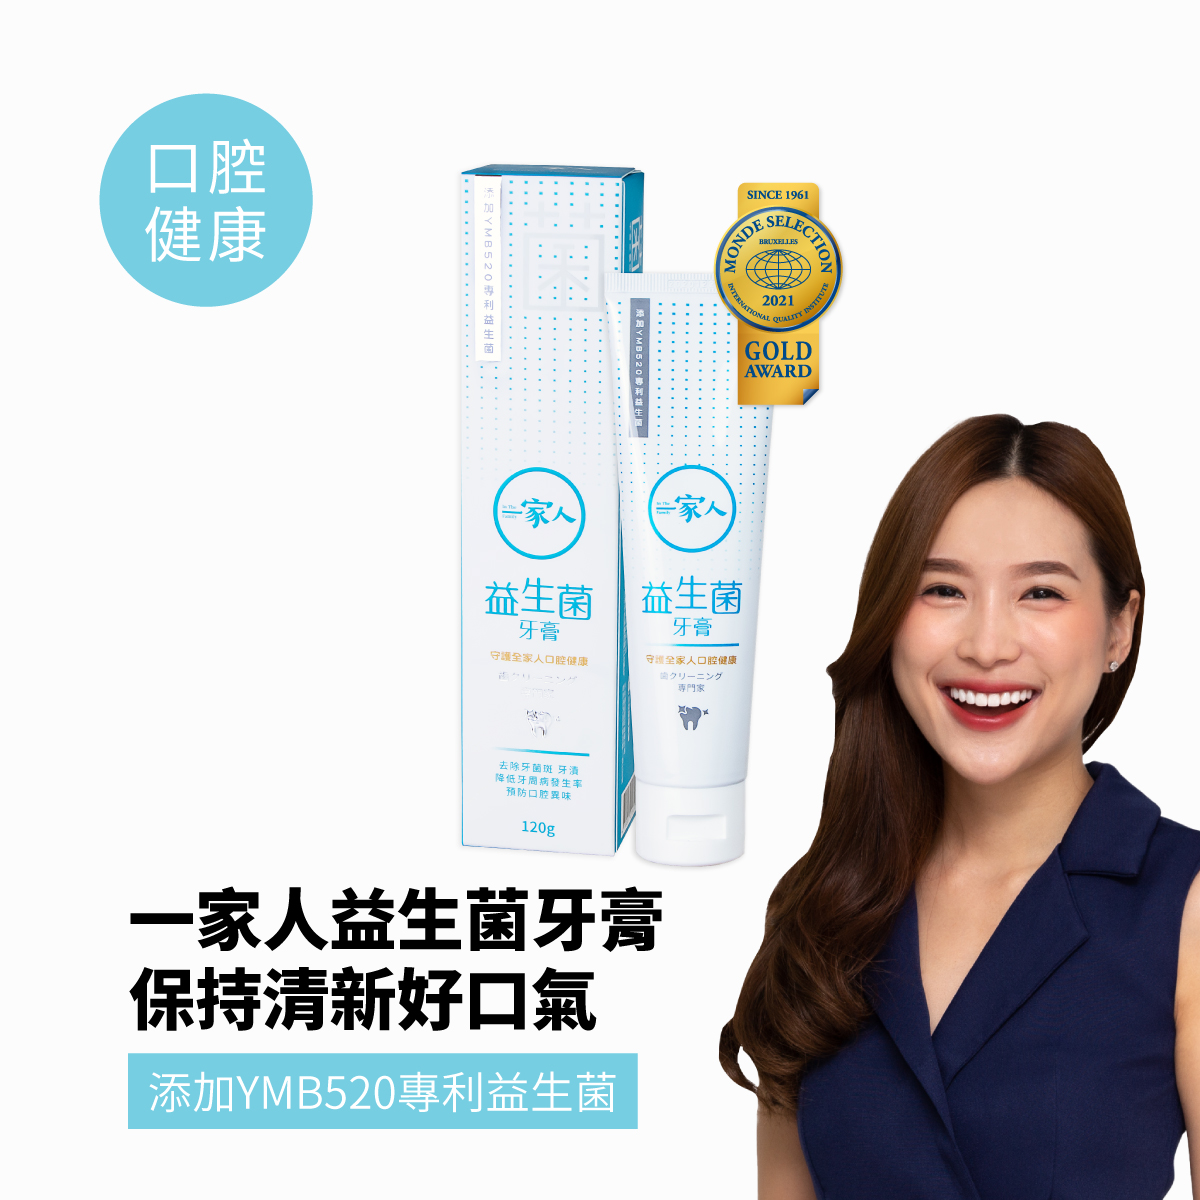 口腔
健康
添加YMB520專利益生菌
菌
一家人
益生菌
牙膏
守護全家人口腔健康
去除牙菌斑 牙漬
降低牙周病發生率
預防口腔異味
120g
添加YMB520專利益生菌
一家人
益生菌
牙膏
守護全家人口腔健康
歯クリーニング
專門家
SINCE 1961
MONDE SELECTION
BRUXELLES
2021
INTERNATIONAL QUALITY INSTITUTE
GOLD
AWARD
一家人益生菌牙膏
保持清新好口氣
添加YMB520專利益生菌